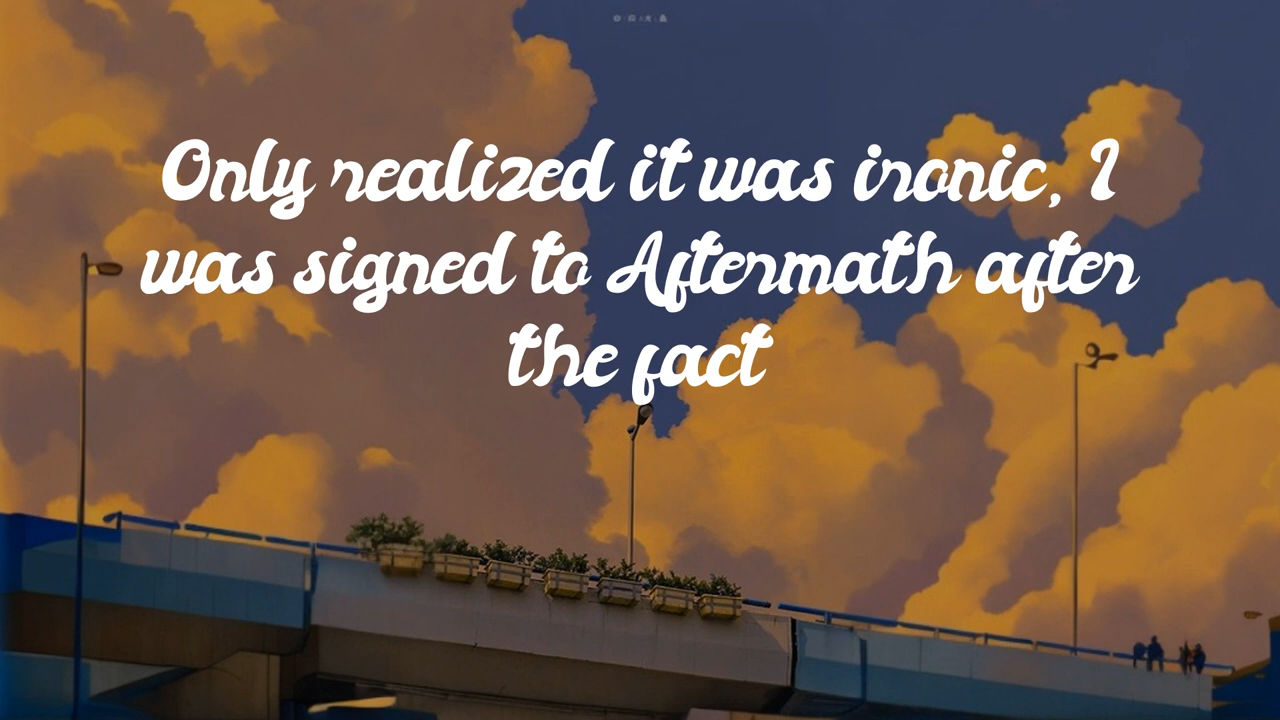 Only realized it was ironic, I
was signed to Aftermath after
the fact